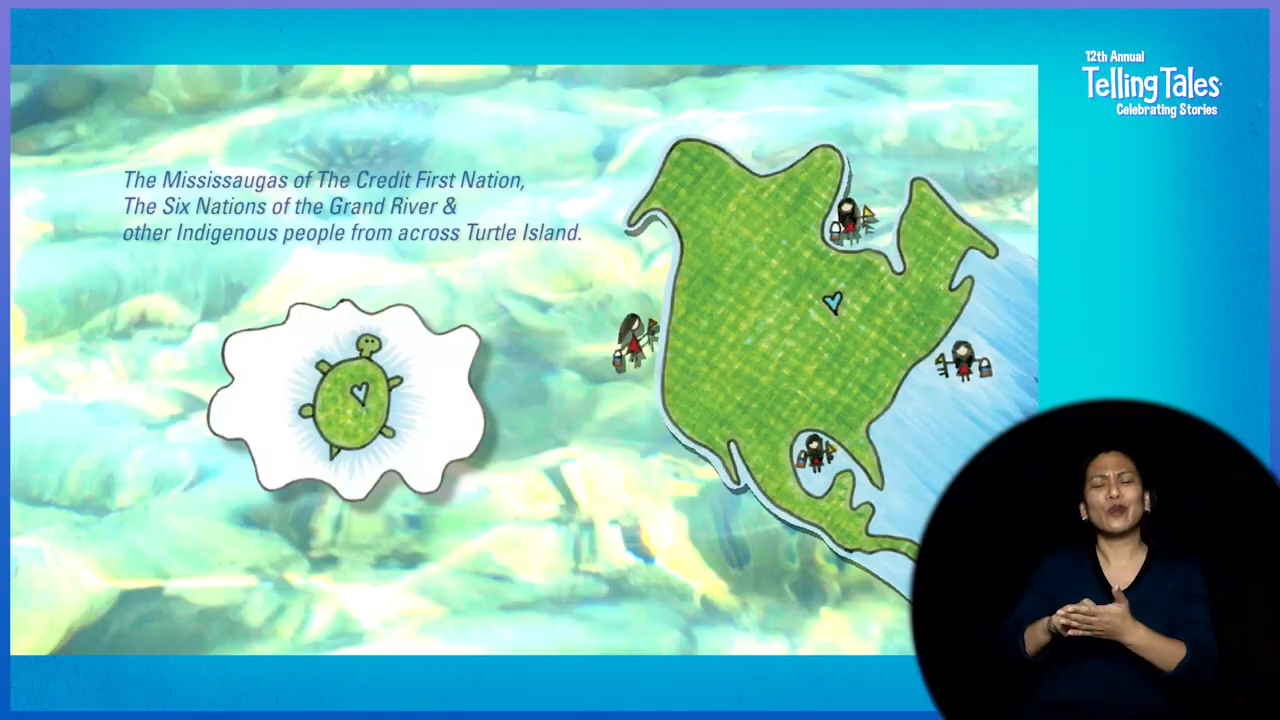 12th Annual
Telling Tales
Celebrating Stories
The Mississaugas of The Credit First Nation,
The Six Nations of the Grand River &
other Indigenous people from across Turtle Island.